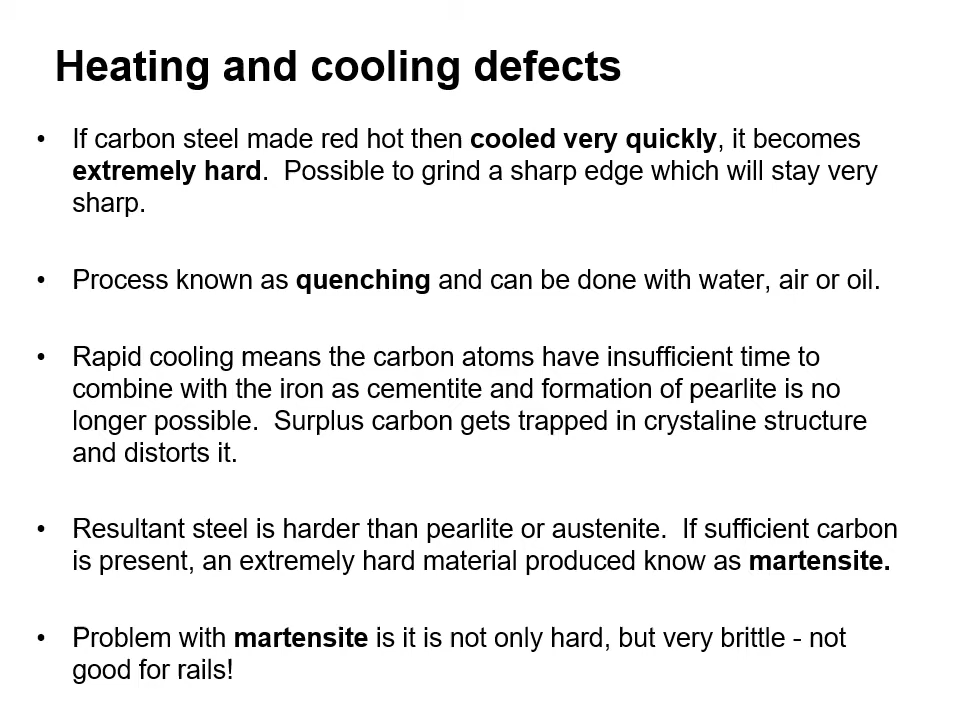 Heating and cooling defects
• If carbon steel made red hot then cooled very quickly, it becomes
extremely hard.  Possible to grind a sharp edge which will stay very
sharp.
• Process known as quenching and can be done with water, air or oil.
• Rapid cooling means the carbon atoms have insufficient time to
combine with the iron as cementite and formation of pearlite is no
longer possible.  Surplus carbon gets trapped in crystaline structure
and distorts it.
• Resultant steel is harder than pearlite or austenite.  If sufficient carbon
is present, an extremely hard material produced know as martensite.
• Problem with martensite is it is not only hard, but very brittle - not
good for rails!